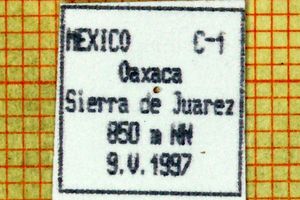 MEXICO C-1
Oaxaca
Sierra de Juarez
850 m NN
9.V.1997